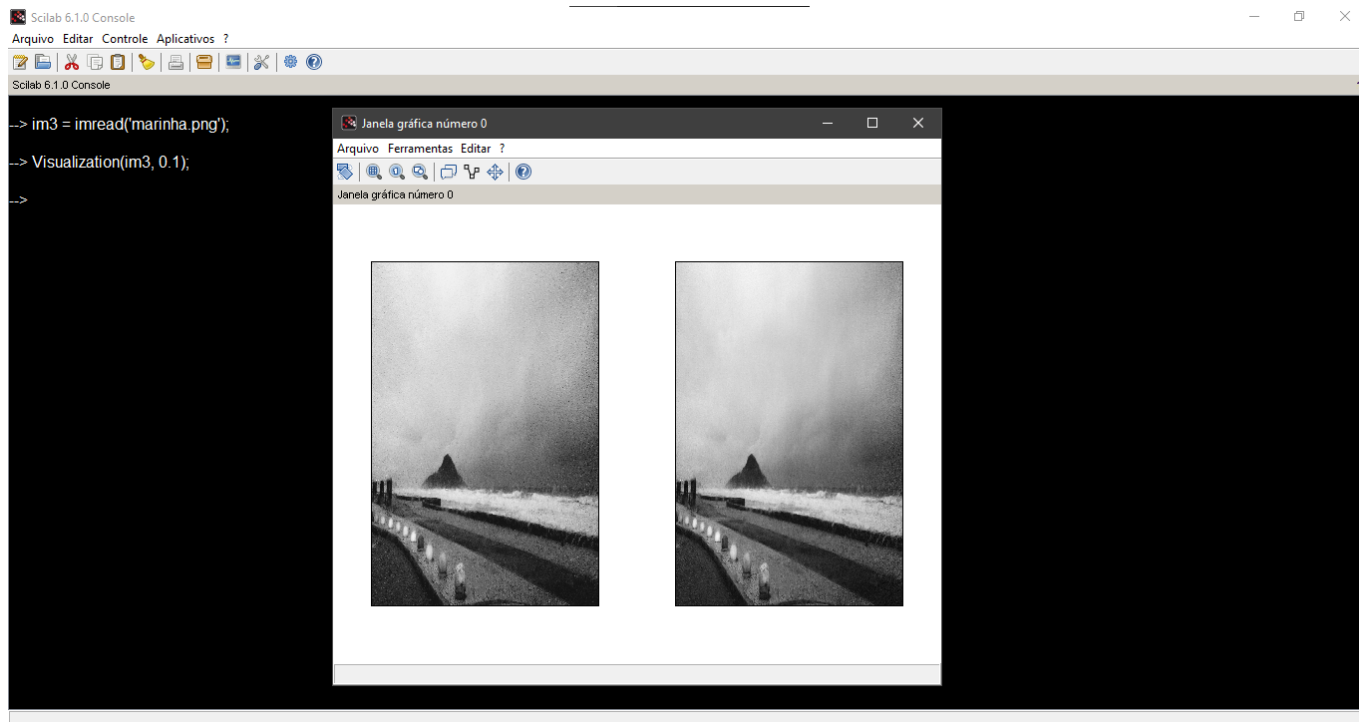 Scilab 6.1.0 Console
Arquivo Editar Controle Aplicativos ?
Scilab 6.1.0 Console
--> im3 = imread('marinha.png');
--> Visualization(im3, 0.1);
-->
Janela gráfica número 0
Arquivo Ferramentas Editar ?
Janela gráfica número 0